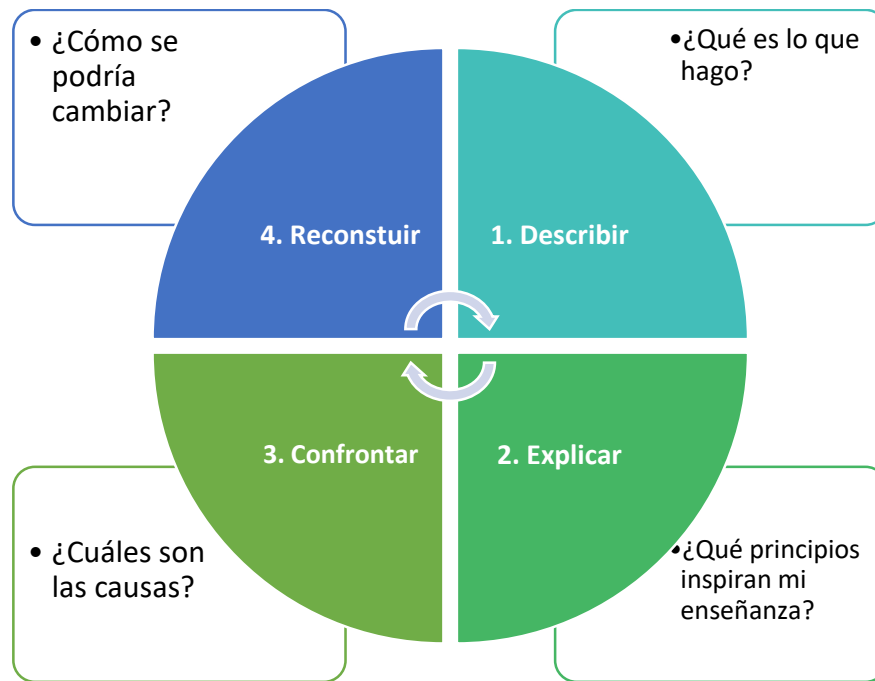 • ¿Cómo se
podría
cambiar?
•¿Qué es lo que
hago?
4. Reconstuir
1. Describir
3. Confrontar
2. Explicar
• ¿Cuáles son
las causas?
•¿Qué principios
inspiran mi
enseñanza?